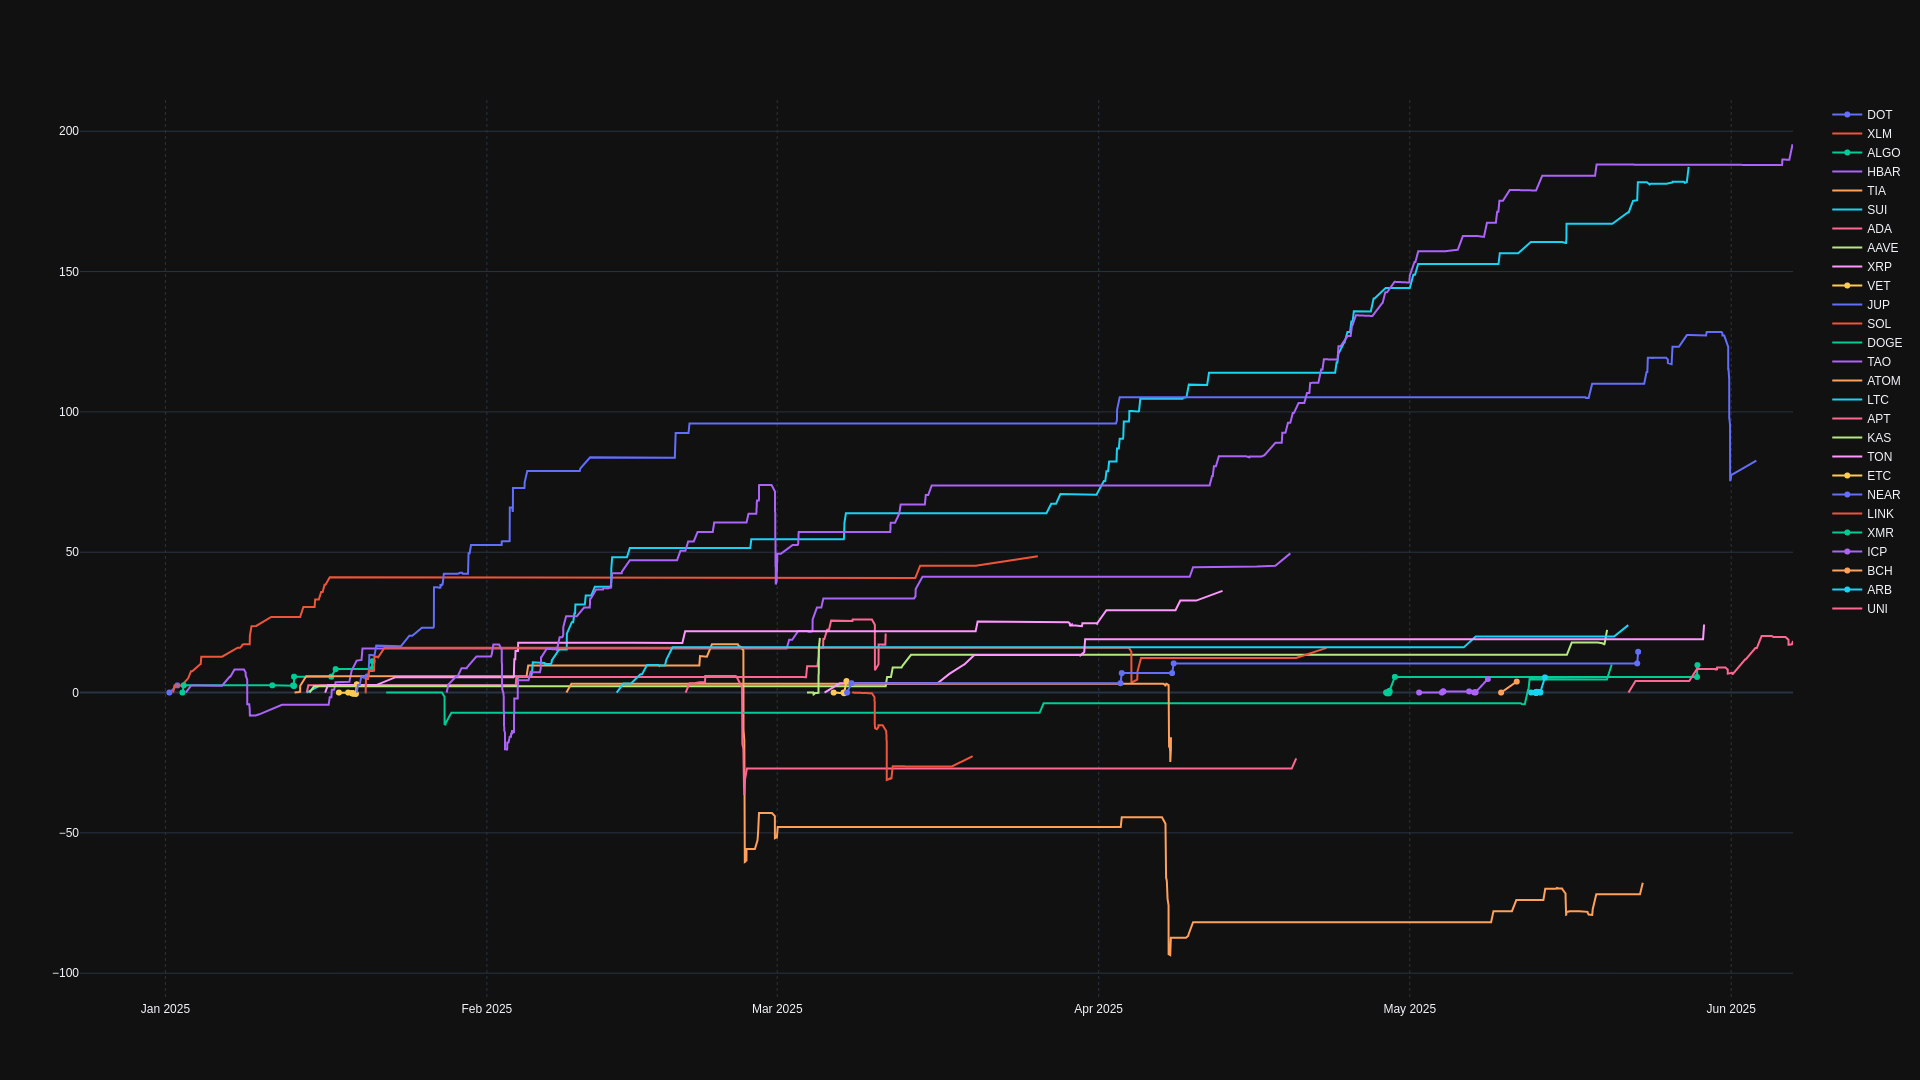 200
150
100
50
0
−50
−100
Jan 2025
Feb 2025
Mar 2025
Apr 2025
May 2025
Jun 2025
DOT
XLM
ALGO
HBAR
TIA
SUI
ADA
AAVE
XRP
VET
JUP
SOL
DOGE
TAO
ATOM
LTC
APT
KAS
TON
ETC
NEAR
LINK
XMR
ICP
BCH
ARB
UNI